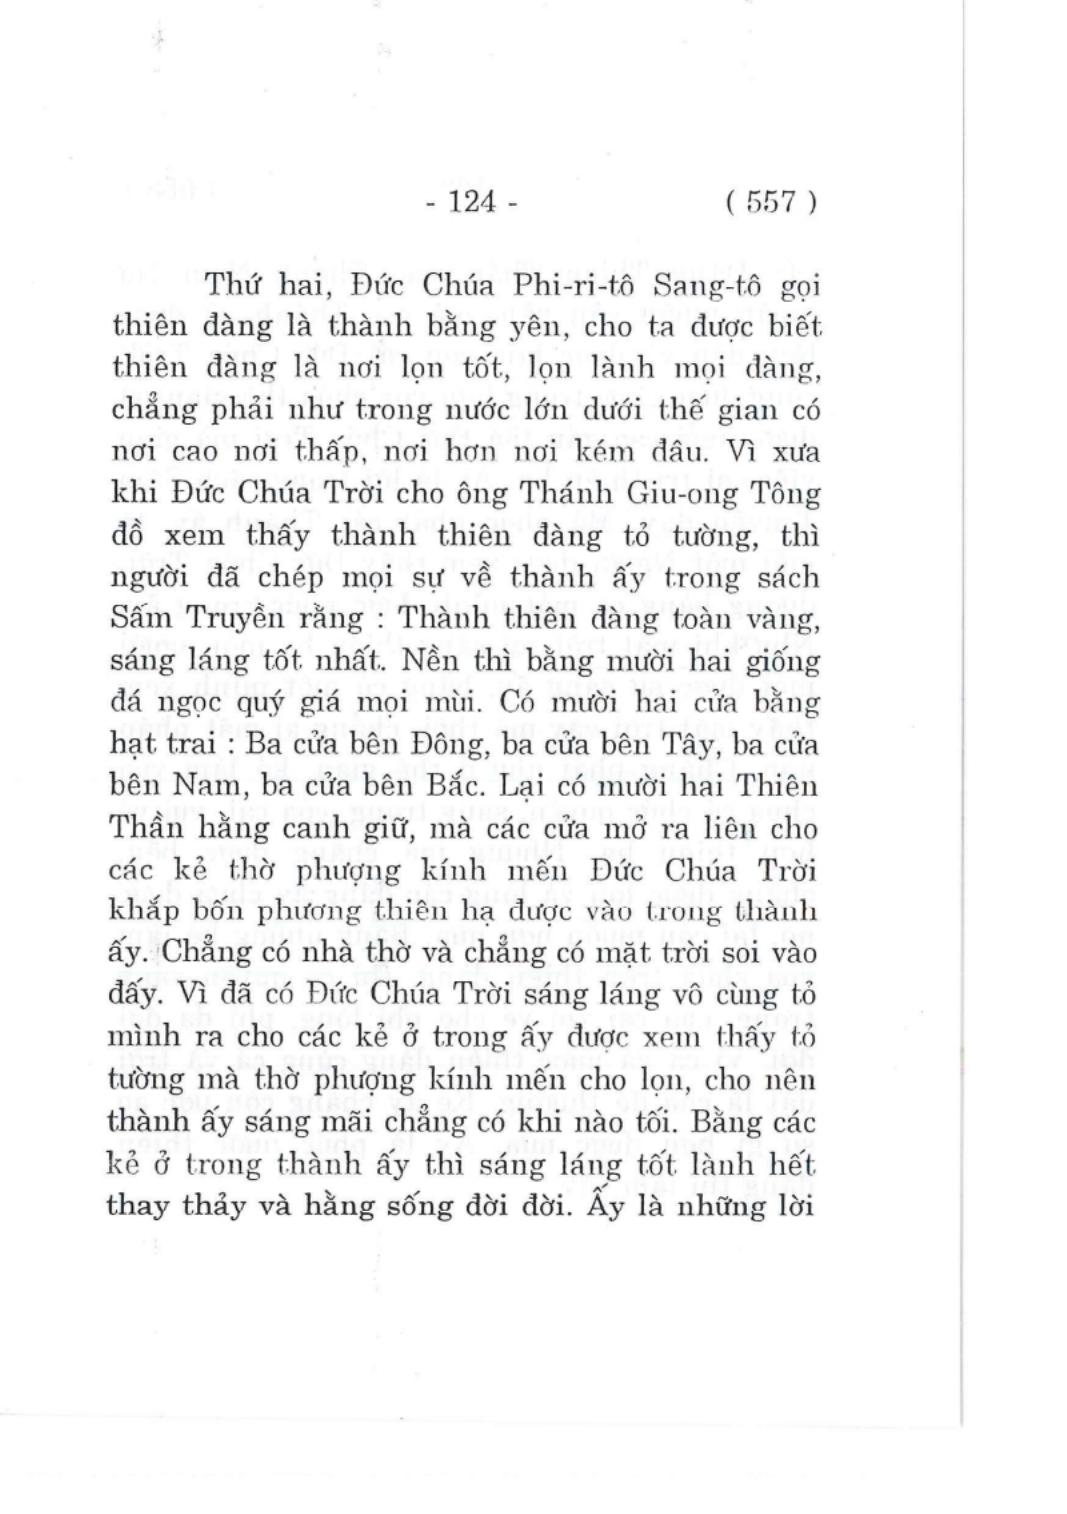 - 124 - ( 557 )
Thứ hai, Đức Chúa Phi-ri-tô Sang-tô gọi
thiên đàng là thành bằng yên, cho ta được biết
thiên đàng là nơi lọn tốt, lọn lành mọi đàng,
chẳng phải như trong nước lớn dưới thế gian có
nơi cao nơi thấp, nơi hơn nơi kém đâu. Vì xưa
khi Đức Chúa Trời cho ông Thánh Giu-ong Tông
đồ xem thấy thành thiên đàng tỏ tường, thì
người đã chép mọi sự về thành ấy trong sách
Sấm Truyền rằng : Thành thiên đàng toàn vàng,
sáng láng tốt nhất. Nền thì bằng mười hai giống
đá ngọc quý giá mọi mùi. Có mười hai cửa bằng
hạt trai : Ba cửa bên Đông, ba cửa bên Tây, ba cửa
bên Nam, ba cửa bên Bắc. Lại có mười hai Thiên
Thần hằng canh giữ, mà các cửa mở ra liên cho
các kẻ thờ phượng kính mến Đức Chúa Trời
khắp bốn phương thiên hạ được vào trong thành
ấy. Chẳng có nhà thờ và chẳng có mặt trời soi vào
đấy. Vì đã có Đức Chúa Trời sáng láng vô cùng tỏ
mình ra cho các kẻ ở trong ấy được xem thấy tỏ
tường mà thờ phượng kính mến cho lọn, cho nên
thành ấy sáng mãi chẳng có khi nào tối. Bằng các
kẻ ở trong thành ấy thì sáng láng tốt lành hết
thay thảy và hằng sống đời đời. Ấy là những lời